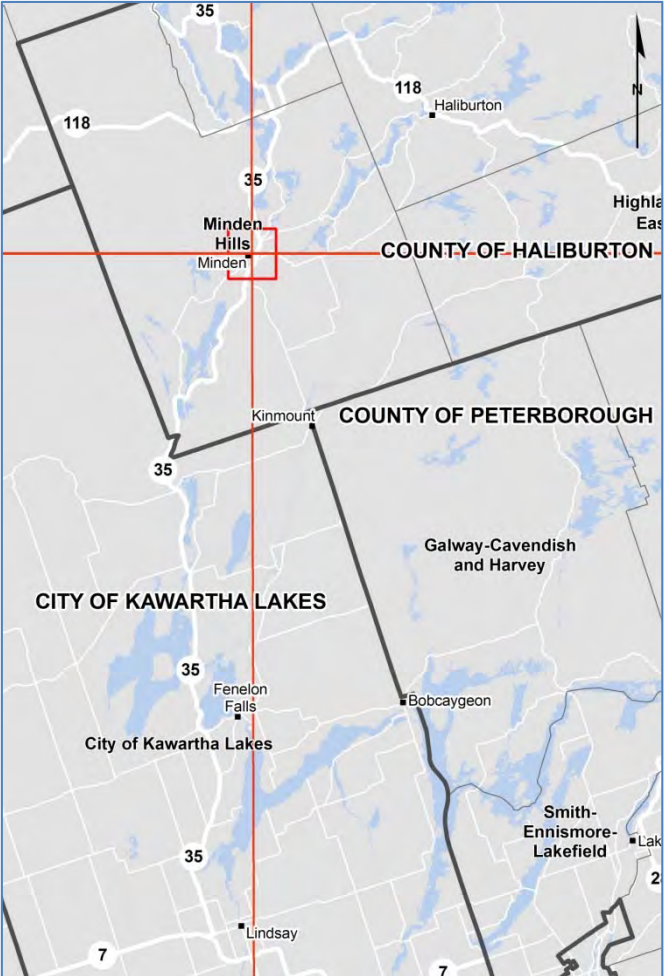 35
118
118
Haliburton
N
35
Highla
Eas
Minden
Hills
Minden
COUNTY OF HALIBURTON
Kinmount
COUNTY OF PETERBOROUGH
35
Galway-Cavendish
and Harvey
CITY OF KAWARTHA LAKES
35
Fenelon
Falls
Bobcaygeon
City of Kawartha Lakes
Smith-
Ennismore-
Lakefield
Lak
35
2
Lindsay
7
7